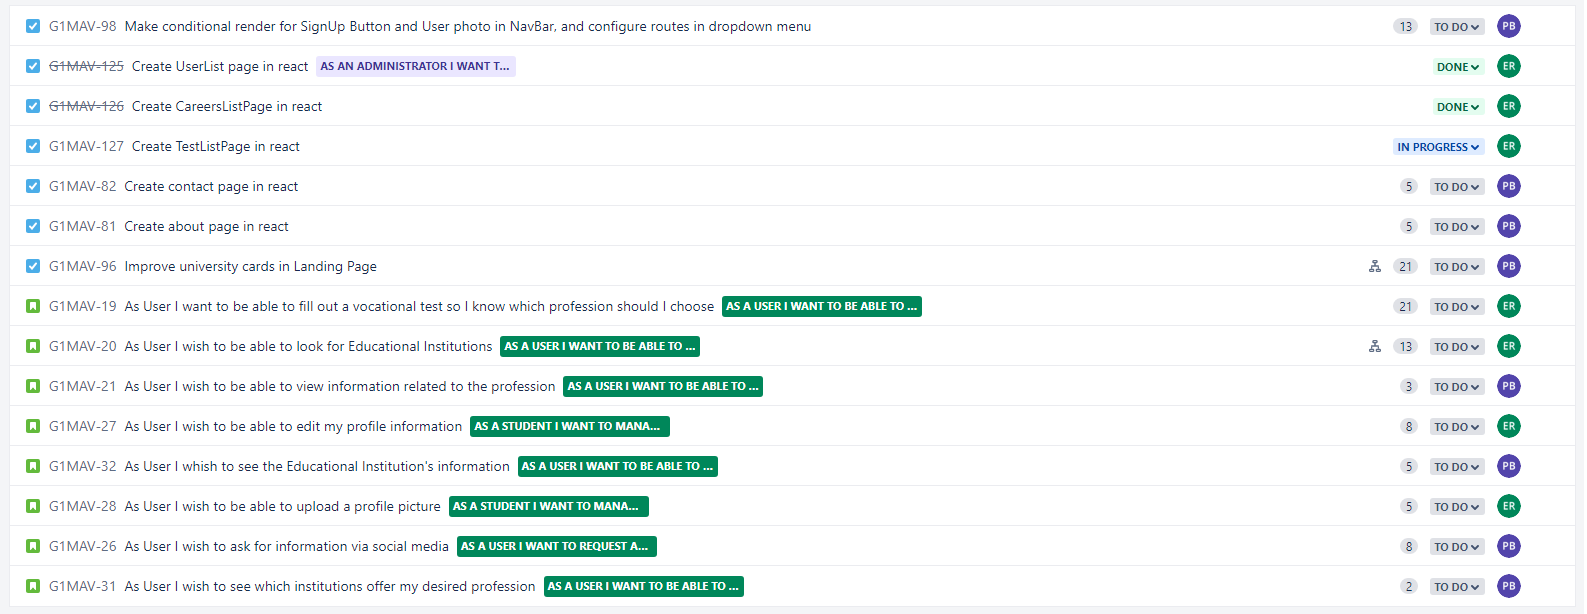 G1MAV-98 Make conditional render for SignUp Button and User photo in NavBar, and configure routes in dropdown menu 13 TO DO PB
G1MAV-125 Create UserList page in react AS AN ADMINISTRATOR I WANT T... DONE ER
G1MAV-126 Create CareersListPage in react DONE ER
G1MAV-127 Create TestListPage in react IN PROGRESS ER
G1MAV-82 Create contact page in react 5 TO DO PB
G1MAV-81 Create about page in react 5 TO DO PB
G1MAV-96 Improve university cards in Landing Page 21 TO DO PB
G1MAV-19 As User I want to be able to fill out a vocational test so I know which profession should I choose AS A USER I WANT TO BE ABLE TO ... 21 TO DO ER
G1MAV-20 As User I wish to be able to look for Educational Institutions AS A USER I WANT TO BE ABLE TO ... 13 TO DO ER
G1MAV-21 As User I wish to be able to view information related to the profession AS A USER I WANT TO BE ABLE TO ... 3 TO DO PB
G1MAV-27 As User I wish to be able to edit my profile information AS A STUDENT I WANT TO MANA... 8 TO DO ER
G1MAV-32 As User I whish to see the Educational Institution's information AS A USER I WANT TO BE ABLE TO ... 5 TO DO PB
G1MAV-28 As User I wish to be able to upload a profile picture AS A STUDENT I WANT TO MANA... 5 TO DO ER
G1MAV-26 As User I wish to ask for information via social media AS A USER I WANT TO REQUEST A... 8 TO DO PB
G1MAV-31 As User I wish to see which institutions offer my desired profession AS A USER I WANT TO BE ABLE TO ... 2 TO DO PB